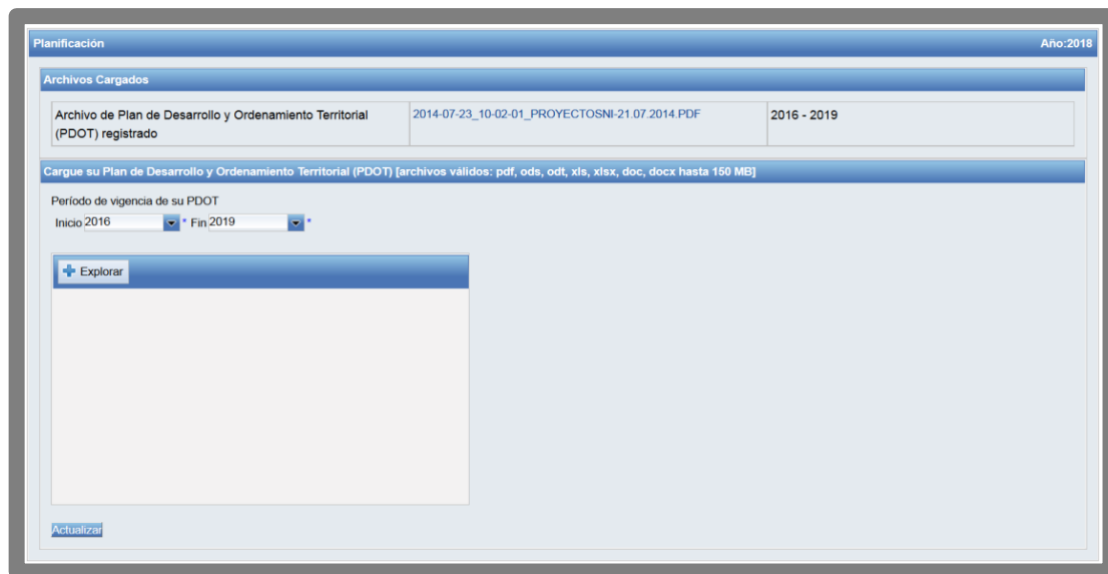 Planificación Año:2018
Archivos Cargados
Archivo de Plan de Desarrollo y Ordenamiento Territorial 2014-07-23_10-02-01_PROYECTOSNI-21.07.2014.PDF 2016 - 2019
(PDOT) registrado
Cargue su Plan de Desarrollo y Ordenamiento Territorial (PDOT) [archivos válidos: pdf, ods, odt, xls, xlsx, doc, docx hasta 150 MB]
Período de vigencia de su PDOT
Inicio 2016 * Fin 2019 *
Explorar
Actualizar